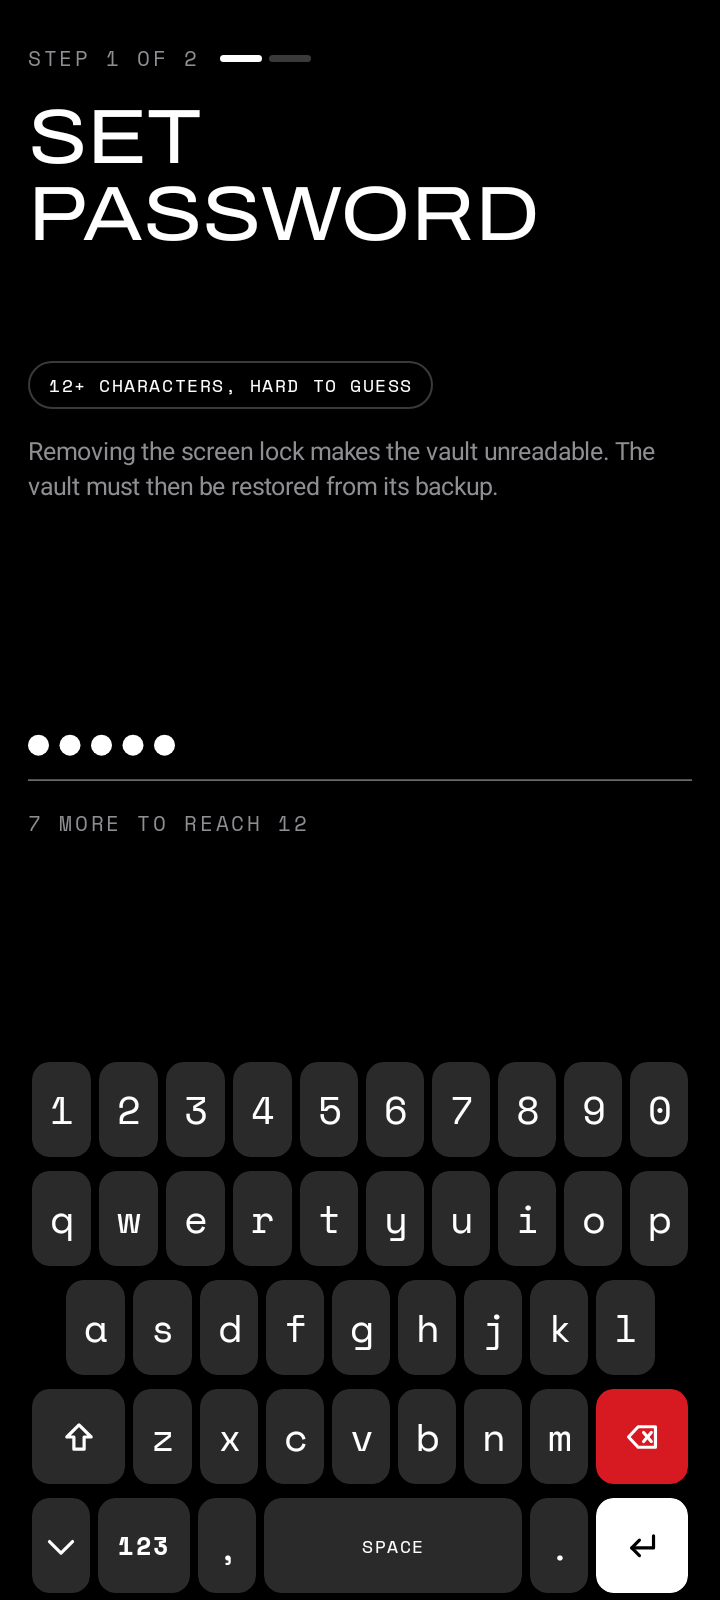 STEP 1 OF 2
SET
PASSWORD
12+ CHARACTERS, HARD TO GUESS
Removing the screen lock makes the vault unreadable. The
vault must then be restored from its backup.
7 MORE TO REACH 12
1 2 3 4 5 6 7 8 9 0
q w e r t y u i o p
a s d f g h j k l
z x c v b n m
123 , SPACE .